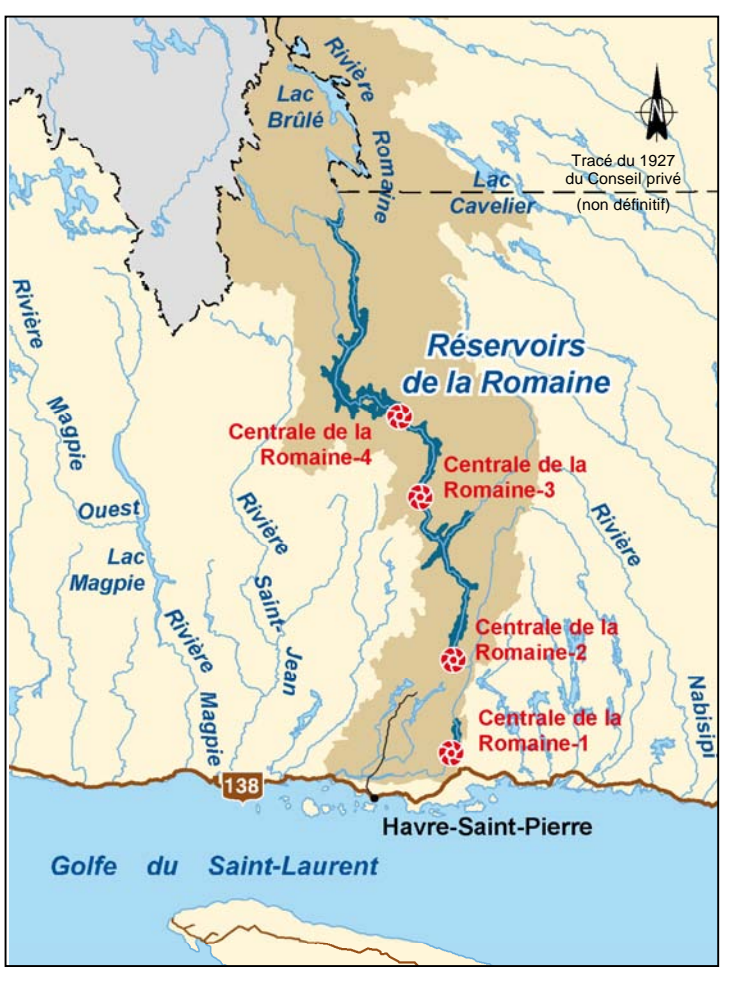 Rivière
Romaine
Lac
Brûlé
N
Tracé du 1927
du Conseil privé
(non définitif)
Lac
Cavelier
Réservoirs
de la Romaine
Rivière
Magpie
Ouest
Lac
Magpie
Rivière
Magpie
Rivière
Saint-
Jean
Centrale de la
Romaine-4
Centrale de la
Romaine-3
Rivière
Nabisipi
Centrale de la
Romaine-2
Centrale de la
Romaine-1
138
Havre-Saint-Pierre
Golfe du Saint-Laurent